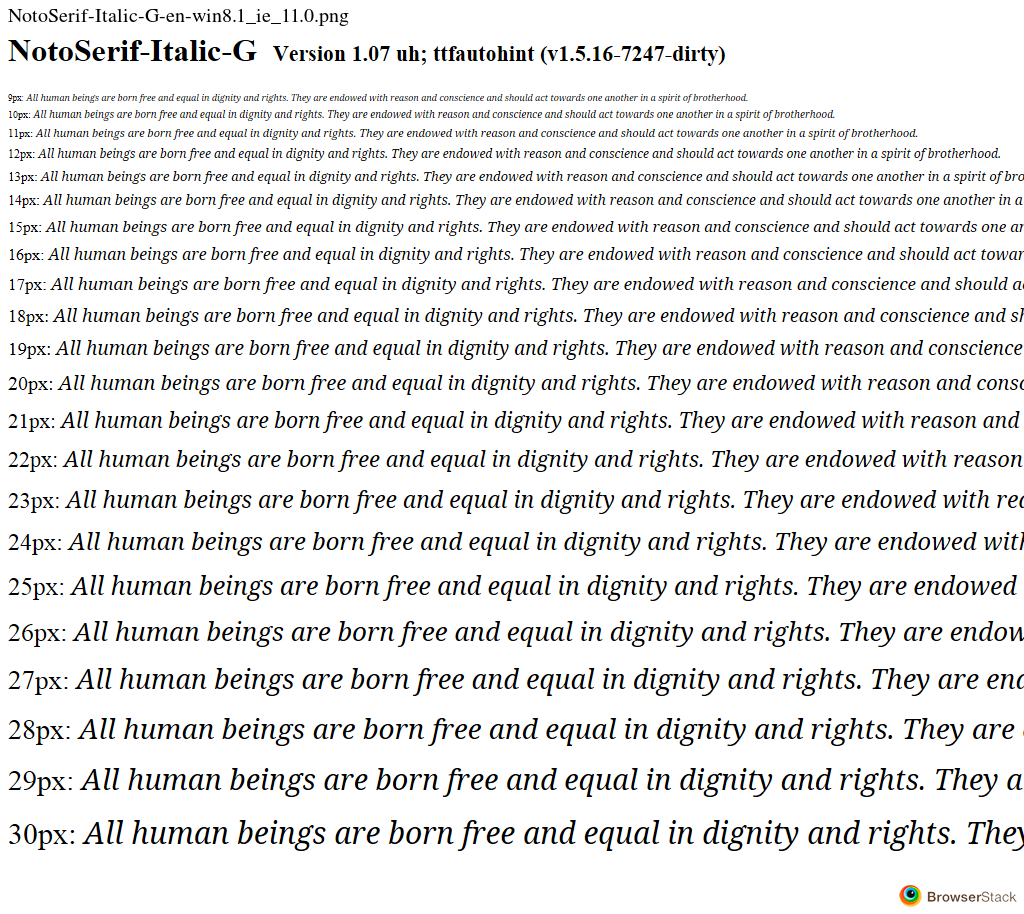 NotoSerif-Italic-G-en-win8.1_ie_11.0.png
NotoSerif-Italic-G Version 1.07 uh; ttfautohint (v1.5.16-7247-dirty)
9px: All human beings are born free and equal in dignity and rights. They are endowed with reason and conscience and should act towards one another in a spirit of brotherhood.
10px: All human beings are born free and equal in dignity and rights. They are endowed with reason and conscience and should act towards one another in a spirit of brotherhood.
11px: All human beings are born free and equal in dignity and rights. They are endowed with reason and conscience and should act towards one another in a spirit of brotherhood.
12px: All human beings are born free and equal in dignity and rights. They are endowed with reason and conscience and should act towards one another in a spirit of brotherhood.
13px: All human beings are born free and equal in dignity and rights. They are endowed with reason and conscience and should act towards one another in a spirit of bro
14px: All human beings are born free and equal in dignity and rights. They are endowed with reason and conscience and should act towards one another in a
15px: All human beings are born free and equal in dignity and rights. They are endowed with reason and conscience and should act towards one an
16px: All human beings are born free and equal in dignity and rights. They are endowed with reason and conscience and should act towar
17px: All human beings are born free and equal in dignity and rights. They are endowed with reason and conscience and should a
18px: All human beings are born free and equal in dignity and rights. They are endowed with reason and conscience and sh
19px: All human beings are born free and equal in dignity and rights. They are endowed with reason and conscience
20px: All human beings are born free and equal in dignity and rights. They are endowed with reason and consc
21px: All human beings are born free and equal in dignity and rights. They are endowed with reason and
22px: All human beings are born free and equal in dignity and rights. They are endowed with reason
23px: All human beings are born free and equal in dignity and rights. They are endowed with rea
24px: All human beings are born free and equal in dignity and rights. They are endowed with
25px: All human beings are born free and equal in dignity and rights. They are endowed
26px: All human beings are born free and equal in dignity and rights. They are endow
27px: All human beings are born free and equal in dignity and rights. They are end
28px: All human beings are born free and equal in dignity and rights. They are
29px: All human beings are born free and equal in dignity and rights. They a
30px: All human beings are born free and equal in dignity and rights. They
BrowserStack